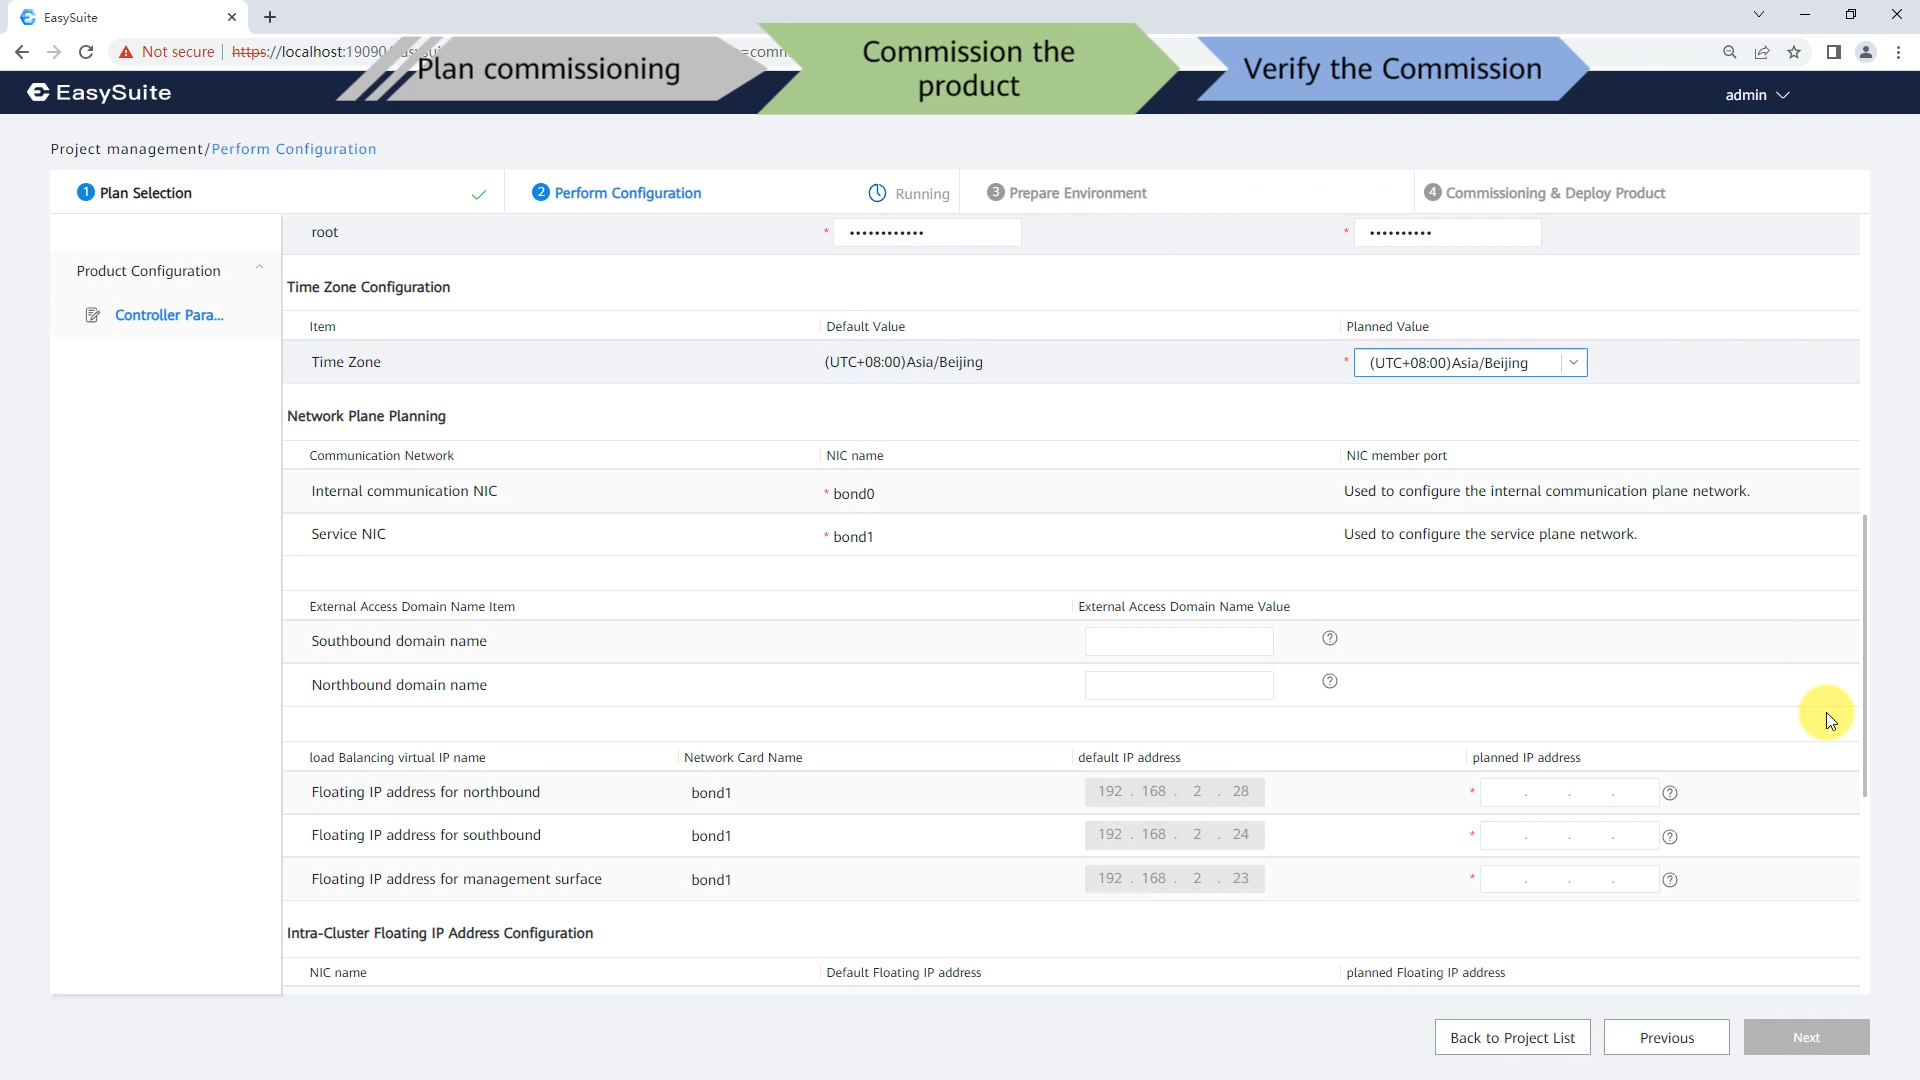 EasySuite
Not secure | https://localhost:19090
Plan commissioning
Commission the
product
Verify the Commission
EasySuite
admin
Project management/Perform Configuration
1 Plan Selection
2 Perform Configuration
Running
3 Prepare Environment
4 Commissioning & Deploy Product
Product Configuration
Controller Para...
root * •••••••••••• * ••••••••••
Time Zone Configuration
Item Default Value Planned Value
Time Zone (UTC+08:00)Asia/Beijing * (UTC+08:00)Asia/Beijing
Network Plane Planning
Communication Network NIC name NIC member port
Internal communication NIC * bond0 Used to configure the internal communication plane network.
Service NIC * bond1 Used to configure the service plane network.
External Access Domain Name Item External Access Domain Name Value
Southbound domain name
Northbound domain name
load Balancing virtual IP name Network Card Name default IP address planned IP address
Floating IP address for northbound bond1 192 . 168 . 2 . 28 * . . .
Floating IP address for southbound bond1 192 . 168 . 2 . 24 * . . .
Floating IP address for management surface bond1 192 . 168 . 2 . 23 * . . .
Intra-Cluster Floating IP Address Configuration
NIC name Default Floating IP address planned Floating IP address
Back to Project List Previous Next